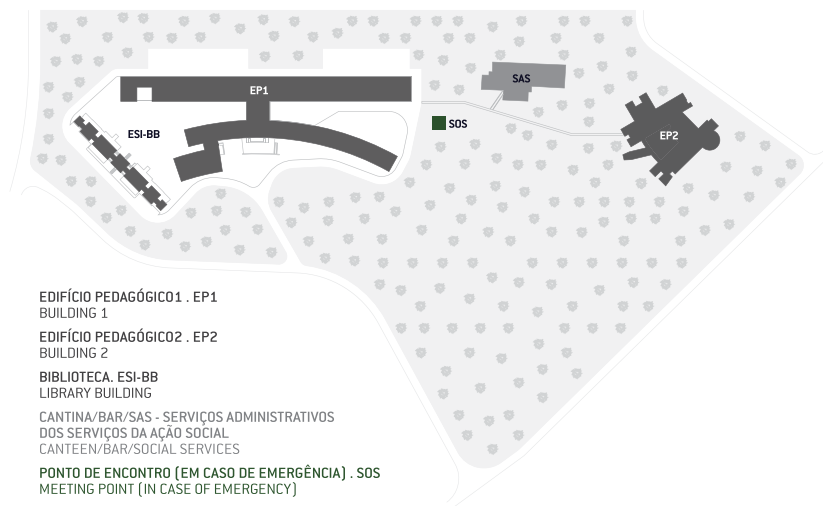 EP1
SAS
SOS
ESI-BB
EP2
EDIFÍCIO PEDAGÓGICO1 . EP1
BUILDING 1
EDIFÍCIO PEDAGÓGICO2 . EP2
BUILDING 2
BIBLIOTECA. ESI-BB
LIBRARY BUILDING
CANTINA/BAR/SAS - SERVIÇOS ADMINISTRATIVOS
DOS SERVIÇOS DA AÇÃO SOCIAL
CANTEEN/BAR/SOCIAL SERVICES
PONTO DE ENCONTRO (EM CASO DE EMERGÊNCIA) . SOS
MEETING POINT (IN CASE OF EMERGENCY)